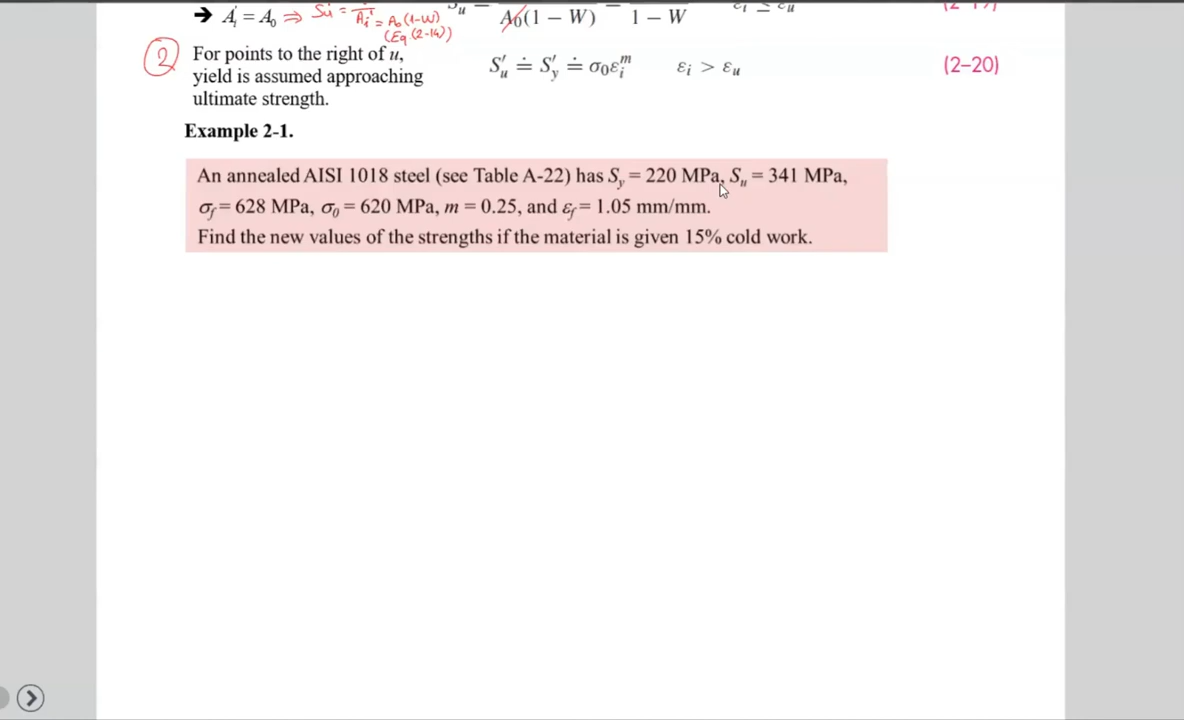 ➔ A'ᵢ = A₀ ⇒ Su' = / A'ᵢ = A₀(1-W) A₀(1 − W) 1 − W
(Eq (2-14))
② For points to the right of u,
yield is assumed approaching
ultimate strength.
S'ᵤ ≐ S'ᵧ ≐ σ₀εᵢᵐ εᵢ > εᵤ (2–20)
Example 2-1.
An annealed AISI 1018 steel (see Table A-22) has Sᵧ = 220 MPa, Sᵤ = 341 MPa,
σ_f = 628 MPa, σ₀ = 620 MPa, m = 0.25, and ε_f = 1.05 mm/mm.
Find the new values of the strengths if the material is given 15% cold work.